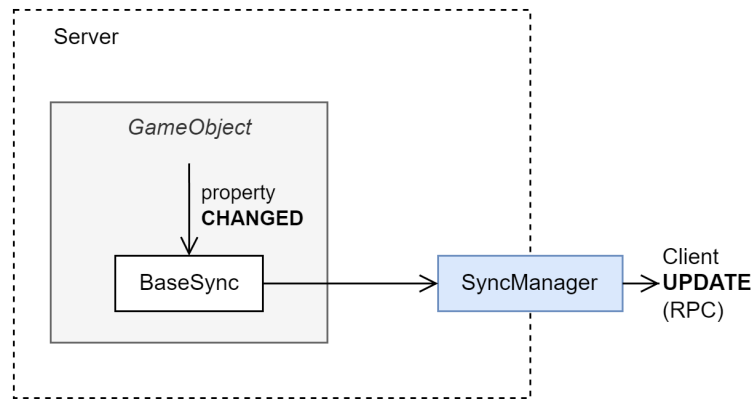 Server
GameObject
property
CHANGED
BaseSync
SyncManager
Client
UPDATE
(RPC)